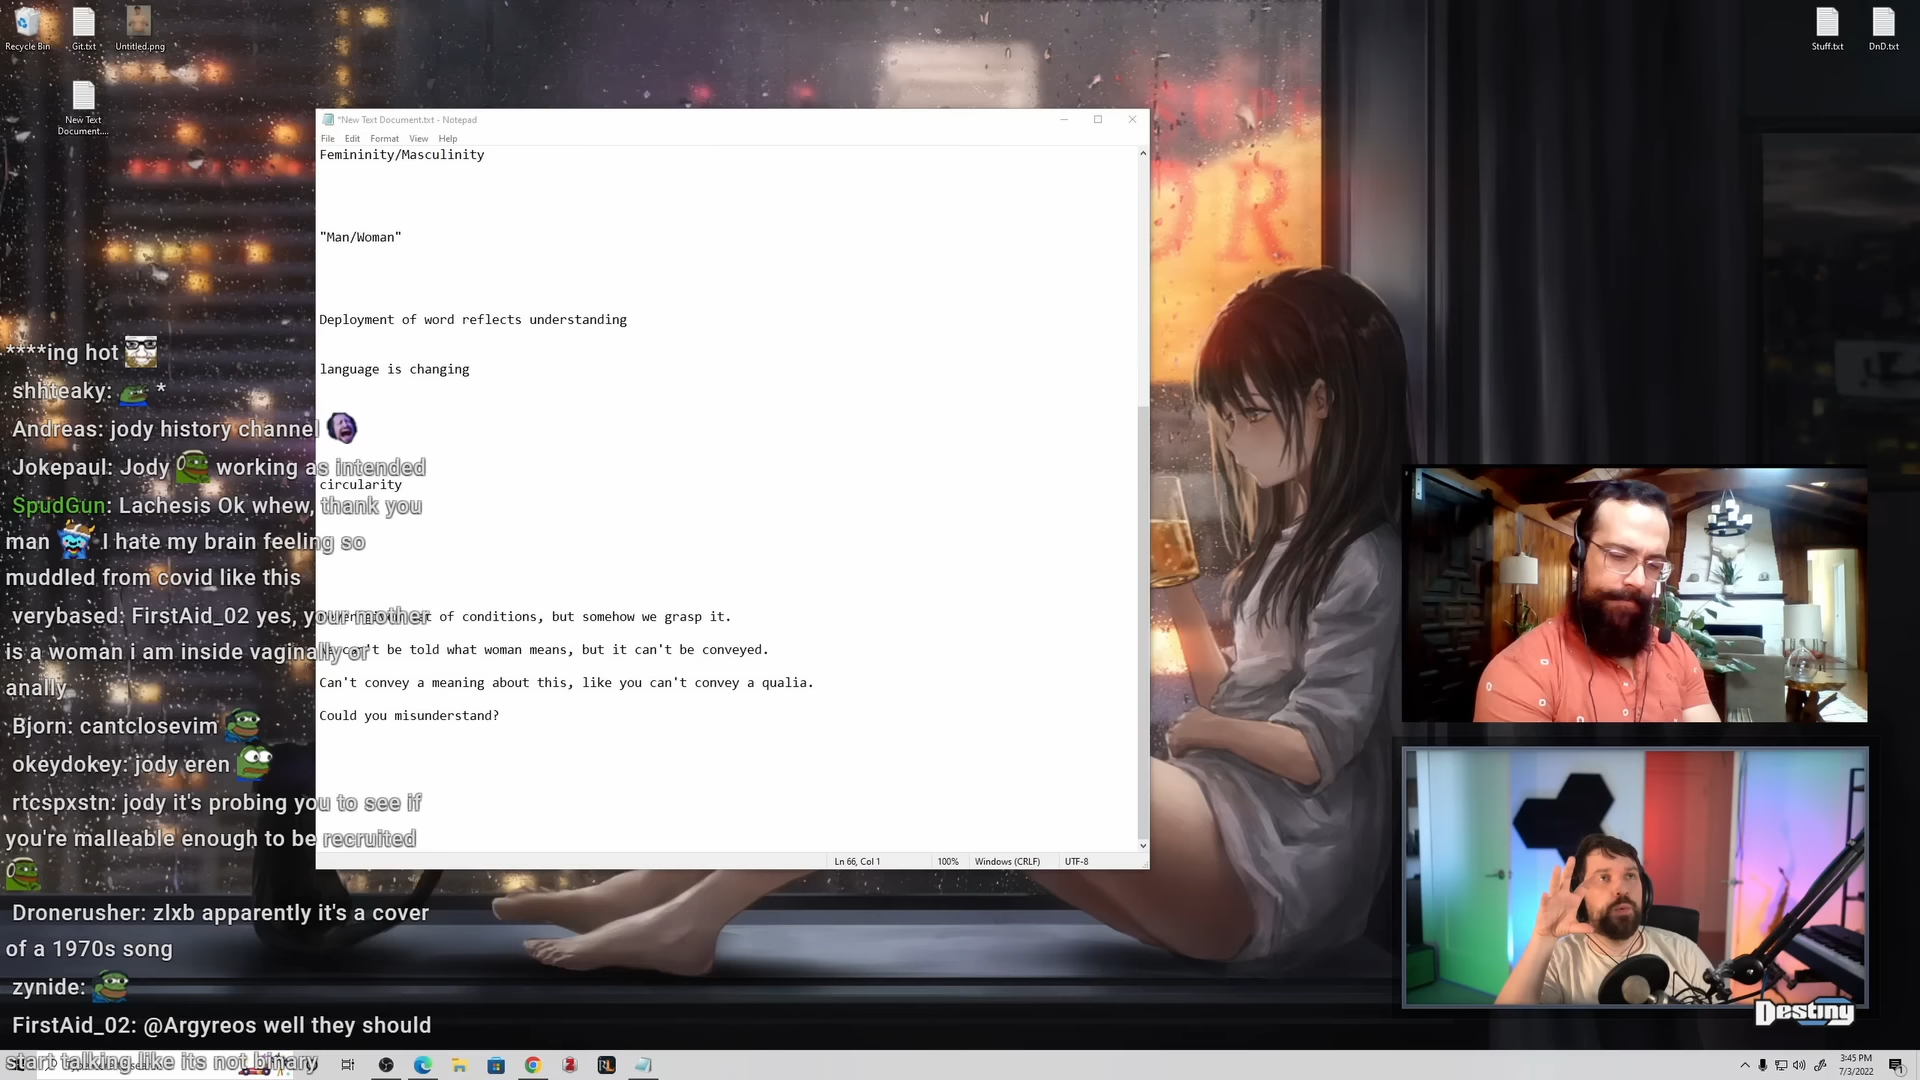 Recycle Bin
Git.txt
Untitled.png
Stuff.txt
DnD.txt
New Text
Document....
*New Text Document.txt - Notepad
File Edit Format View Help
Femininity/Masculinity
"Man/Woman"
Deployment of word reflects understanding
language is changing
circularity
of conditions, but somehow we grasp it.
can't be told what woman means, but it can't be conveyed.
Can't convey a meaning about this, like you can't convey a qualia.
Could you misunderstand?
Ln 66, Col 1
100%
Windows (CRLF)
UTF-8
****ing hot
shhteaky: *
Andreas: jody history channel
Jokepaul: Jody working as intended
SpudGun: Lachesis Ok whew, thank you
man I hate my brain feeling so
muddled from covid like this
verybased: FirstAid_02 yes, your mother
is a woman i am inside vaginally or
anally
Bjorn: cantclosevim
okeydokey: jody eren
rtcspxstn: jody it's probing you to see if
you're malleable enough to be recruited
Dronerusher: zlxb apparently it's a cover
of a 1970s song
zynide:
FirstAid_02: @Argyreos well they should
start talking like its not binary
OR
Destiny
3:45 PM
7/3/2022